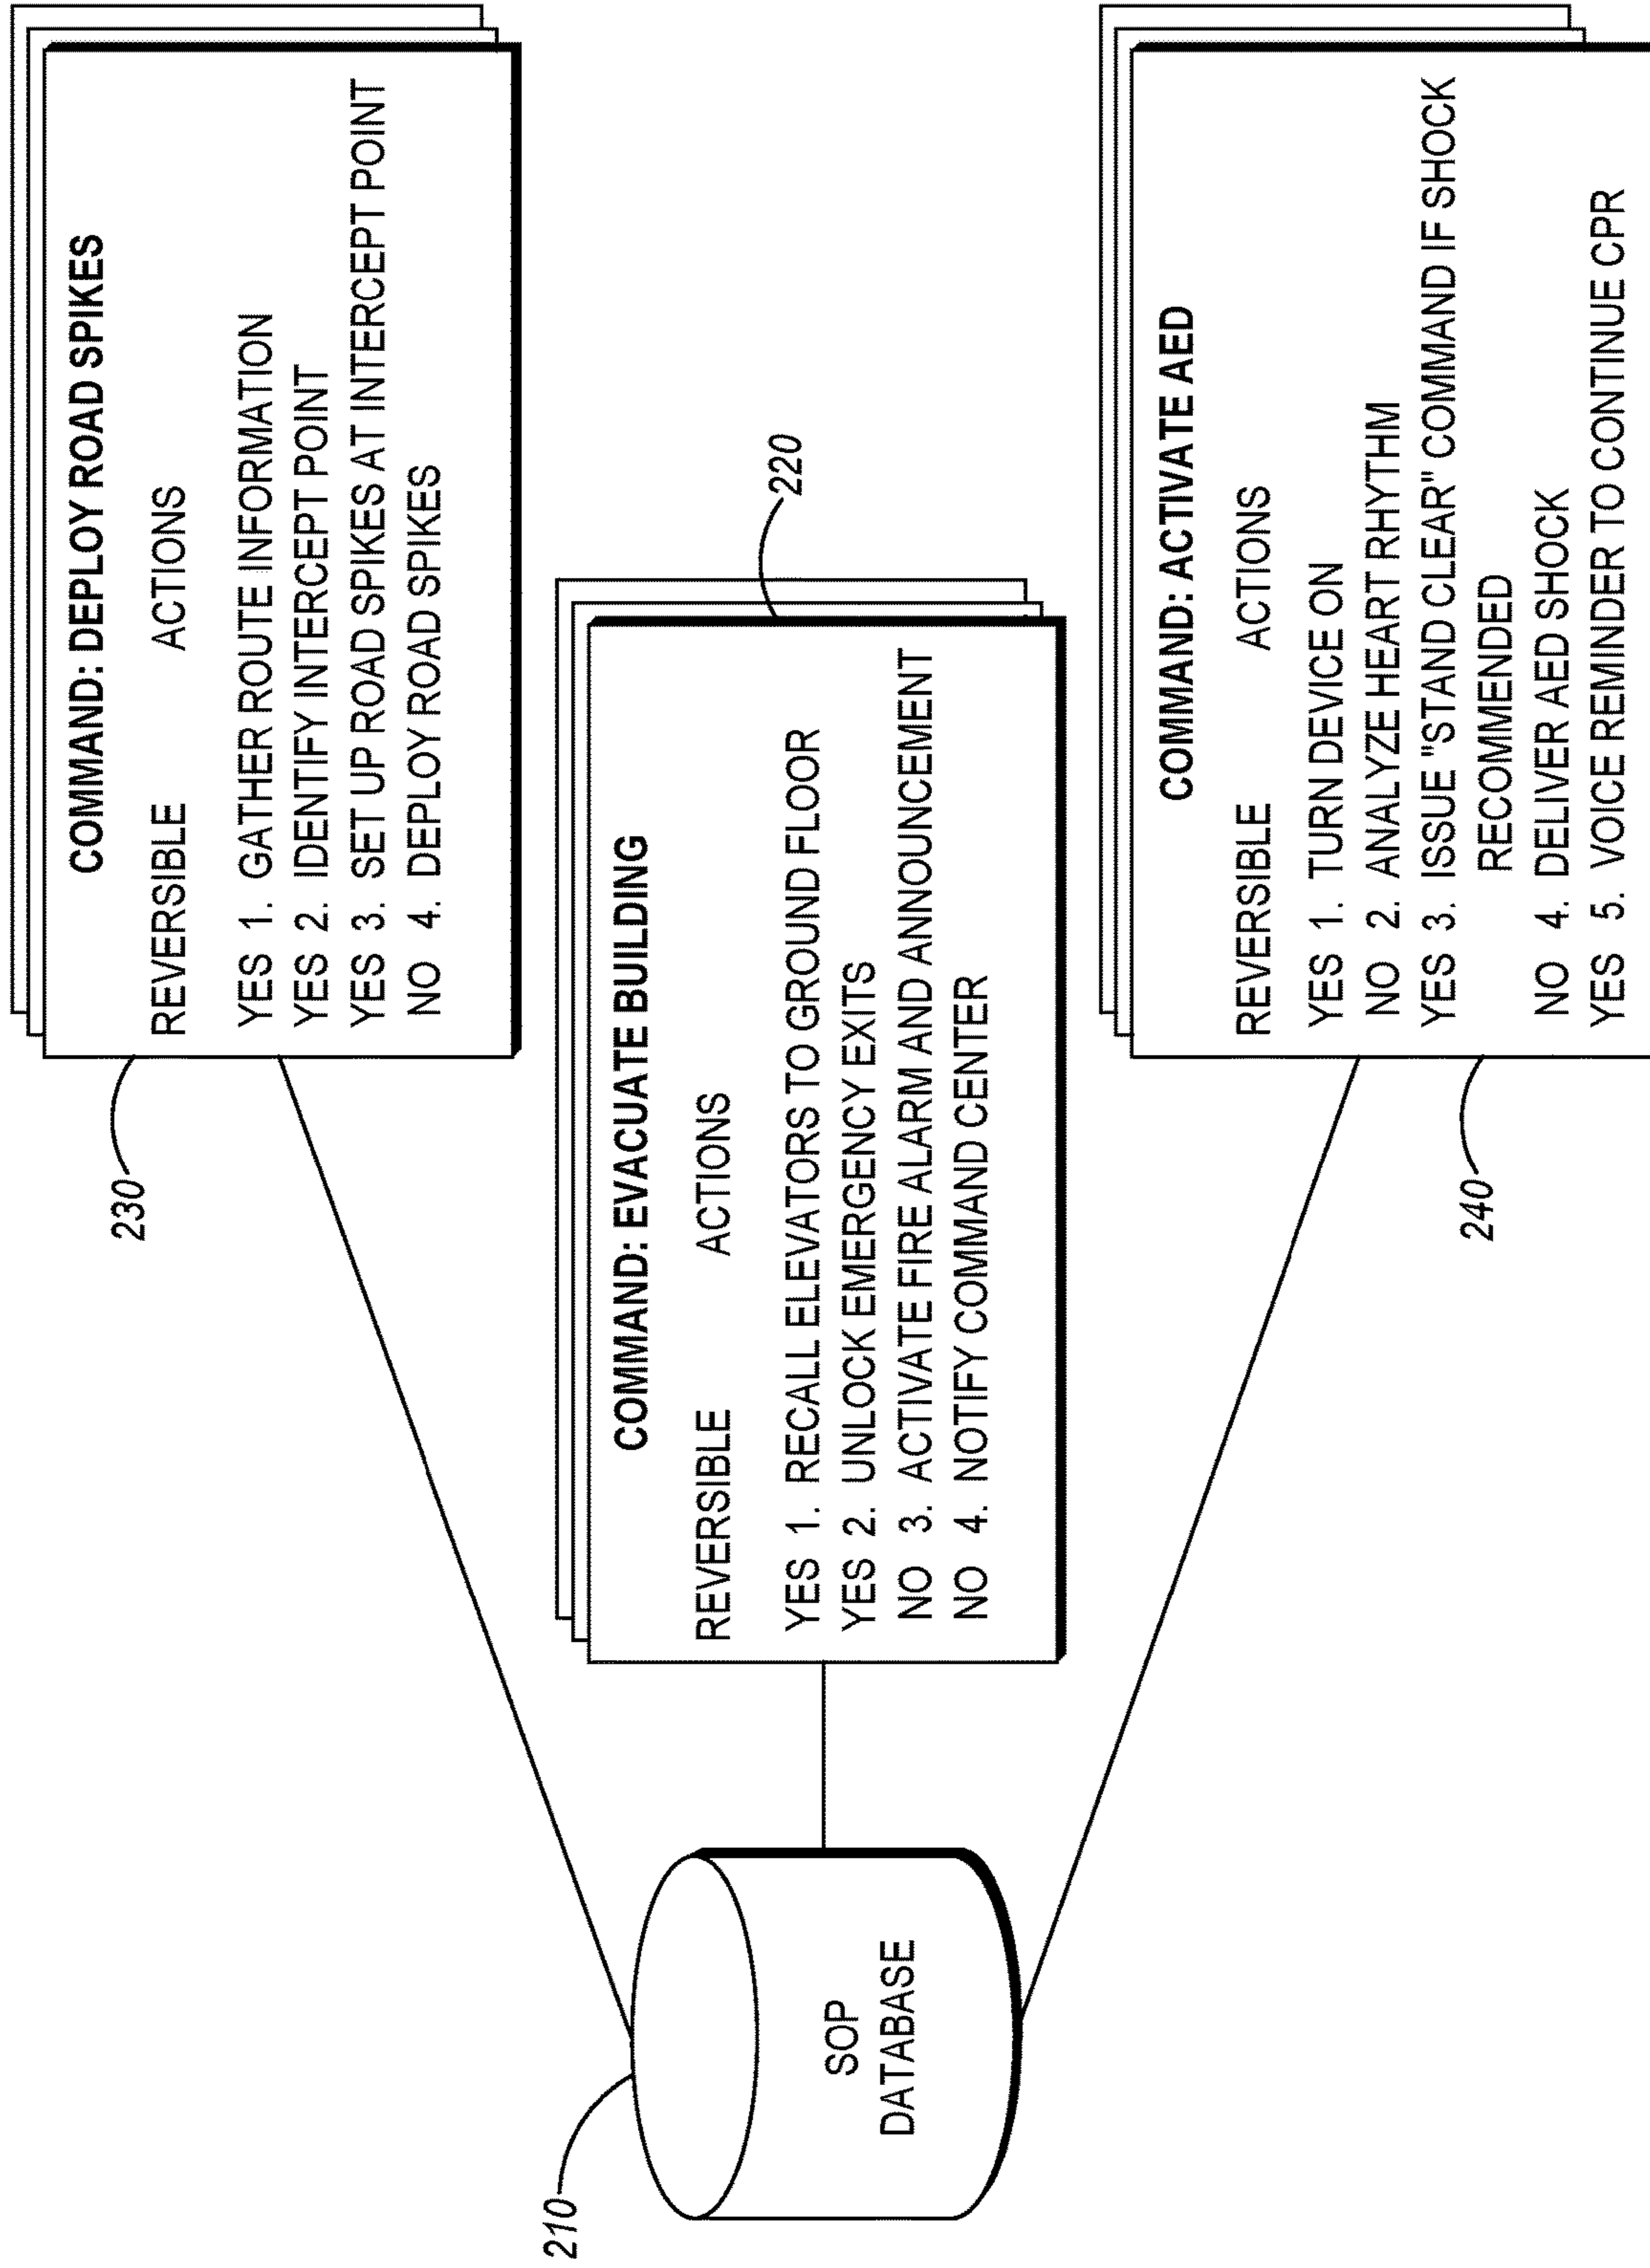 210
SOP
DATABASE
230
COMMAND: DEPLOY ROAD SPIKES
REVERSIBLE ACTIONS
YES 1. GATHER ROUTE INFORMATION
YES 2. IDENTIFY INTERCEPT POINT
YES 3. SET UP ROAD SPIKES AT INTERCEPT POINT
NO 4. DEPLOY ROAD SPIKES
220
COMMAND: EVACUATE BUILDING
REVERSIBLE ACTIONS
YES 1. RECALL ELEVATORS TO GROUND FLOOR
YES 2. UNLOCK EMERGENCY EXITS
NO 3. ACTIVATE FIRE ALARM AND ANNOUNCEMENT
NO 4. NOTIFY COMMAND CENTER
240
COMMAND: ACTIVATE AED
REVERSIBLE ACTIONS
YES 1. TURN DEVICE ON
NO 2. ANALYZE HEART RHYTHM
YES 3. ISSUE "STAND CLEAR" COMMAND IF SHOCK
RECOMMENDED
NO 4. DELIVER AED SHOCK
YES 5. VOICE REMINDER TO CONTINUE CPR